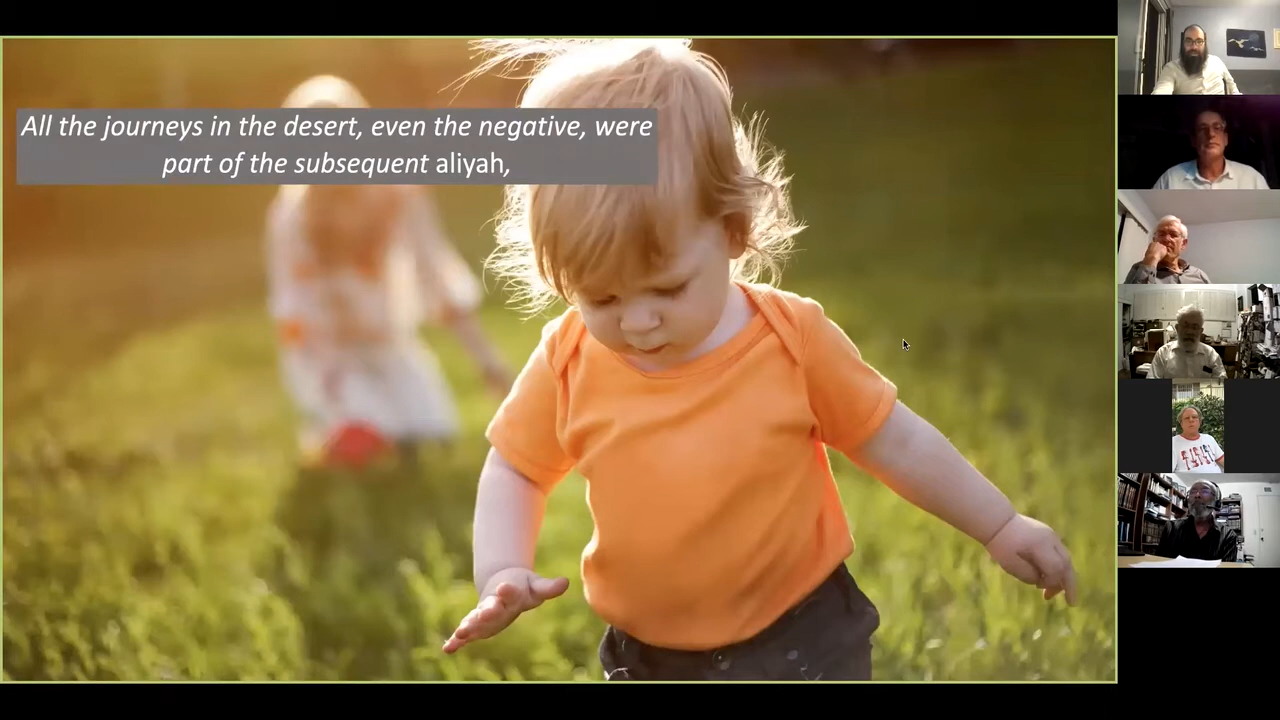 All the journeys in the desert, even the negative, were
part of the subsequent aliyah,